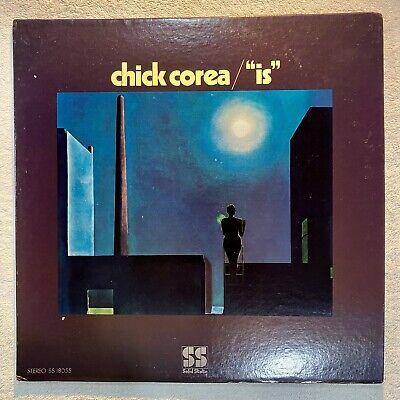 chick corea/"is"
STEREO SS 18055
SS
Solid State